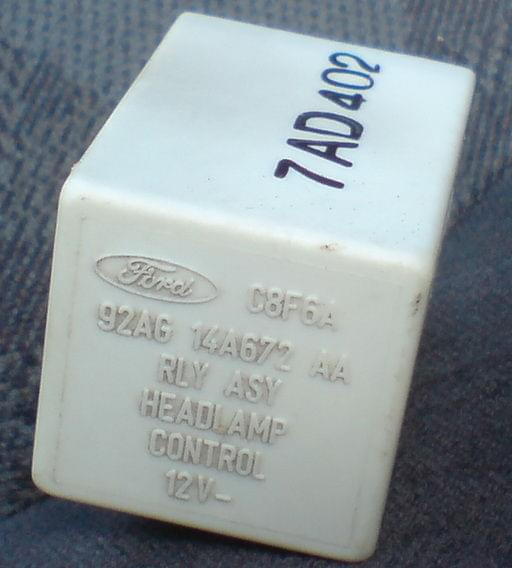 7AD402
Ford C8F6A
92AG 14A672 AA
RLY ASY
HEADLAMP
CONTROL
12V-